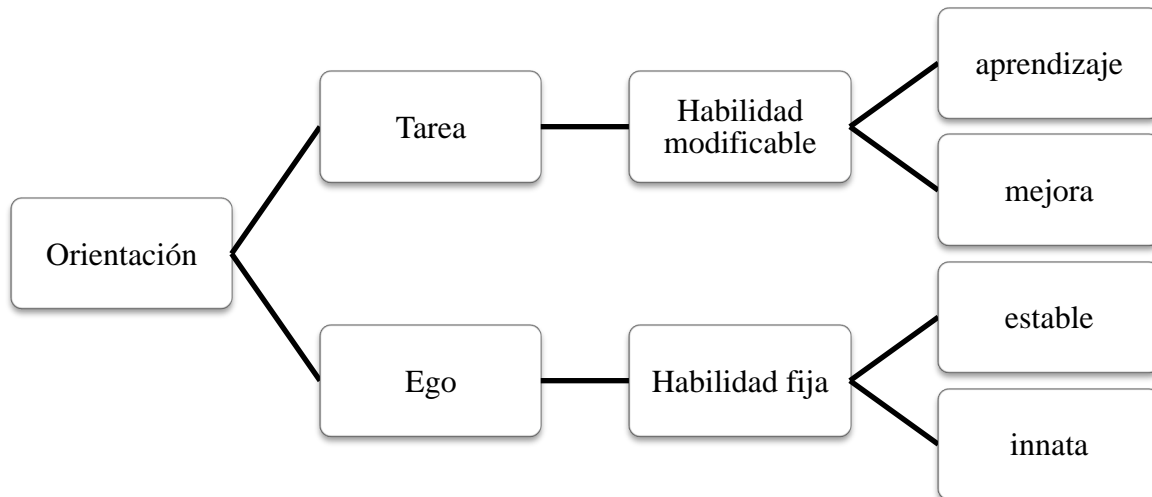 Orientación
Tarea
Habilidad
modificable
aprendizaje
mejora
Ego
Habilidad fija
estable
innata